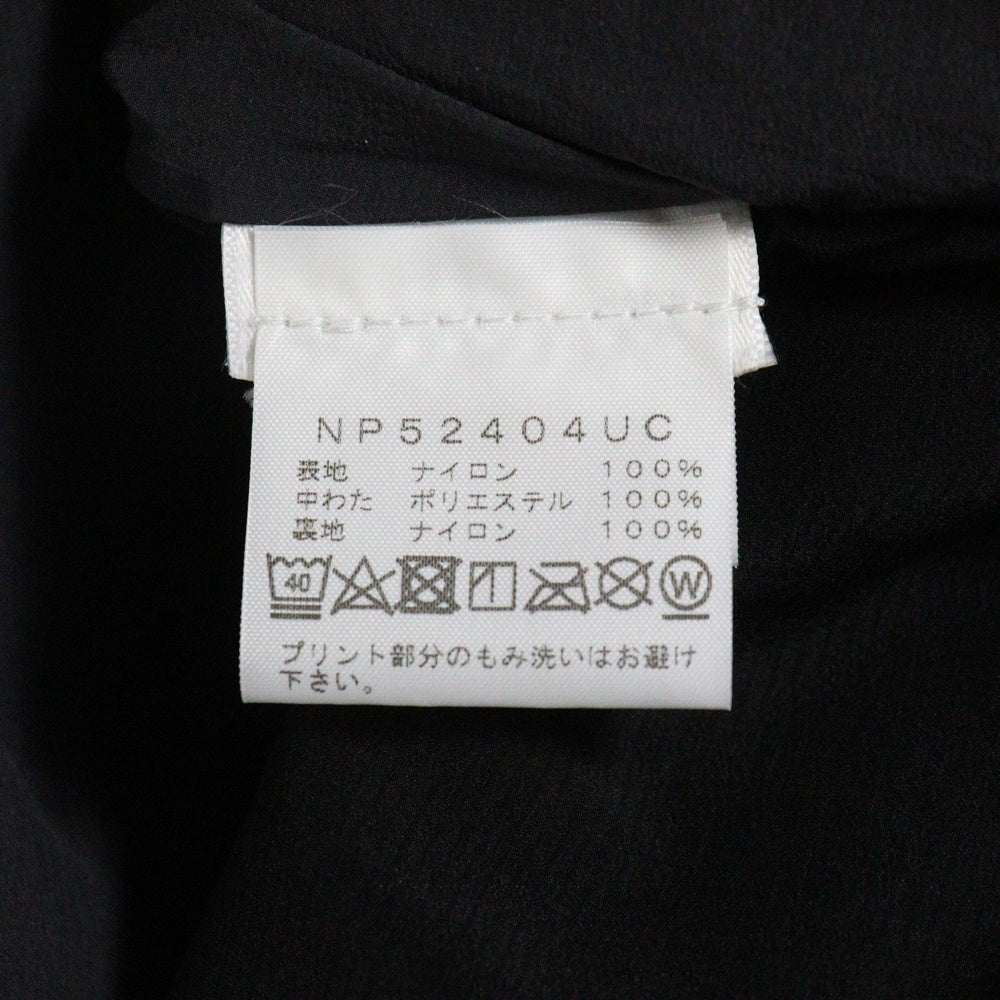 NP52404UC
表地 ナイロン 100%
中わた ポリエステル 100%
裏地 ナイロン 100%
40 W
プリント部分のもみ洗いはお避け
下さい。